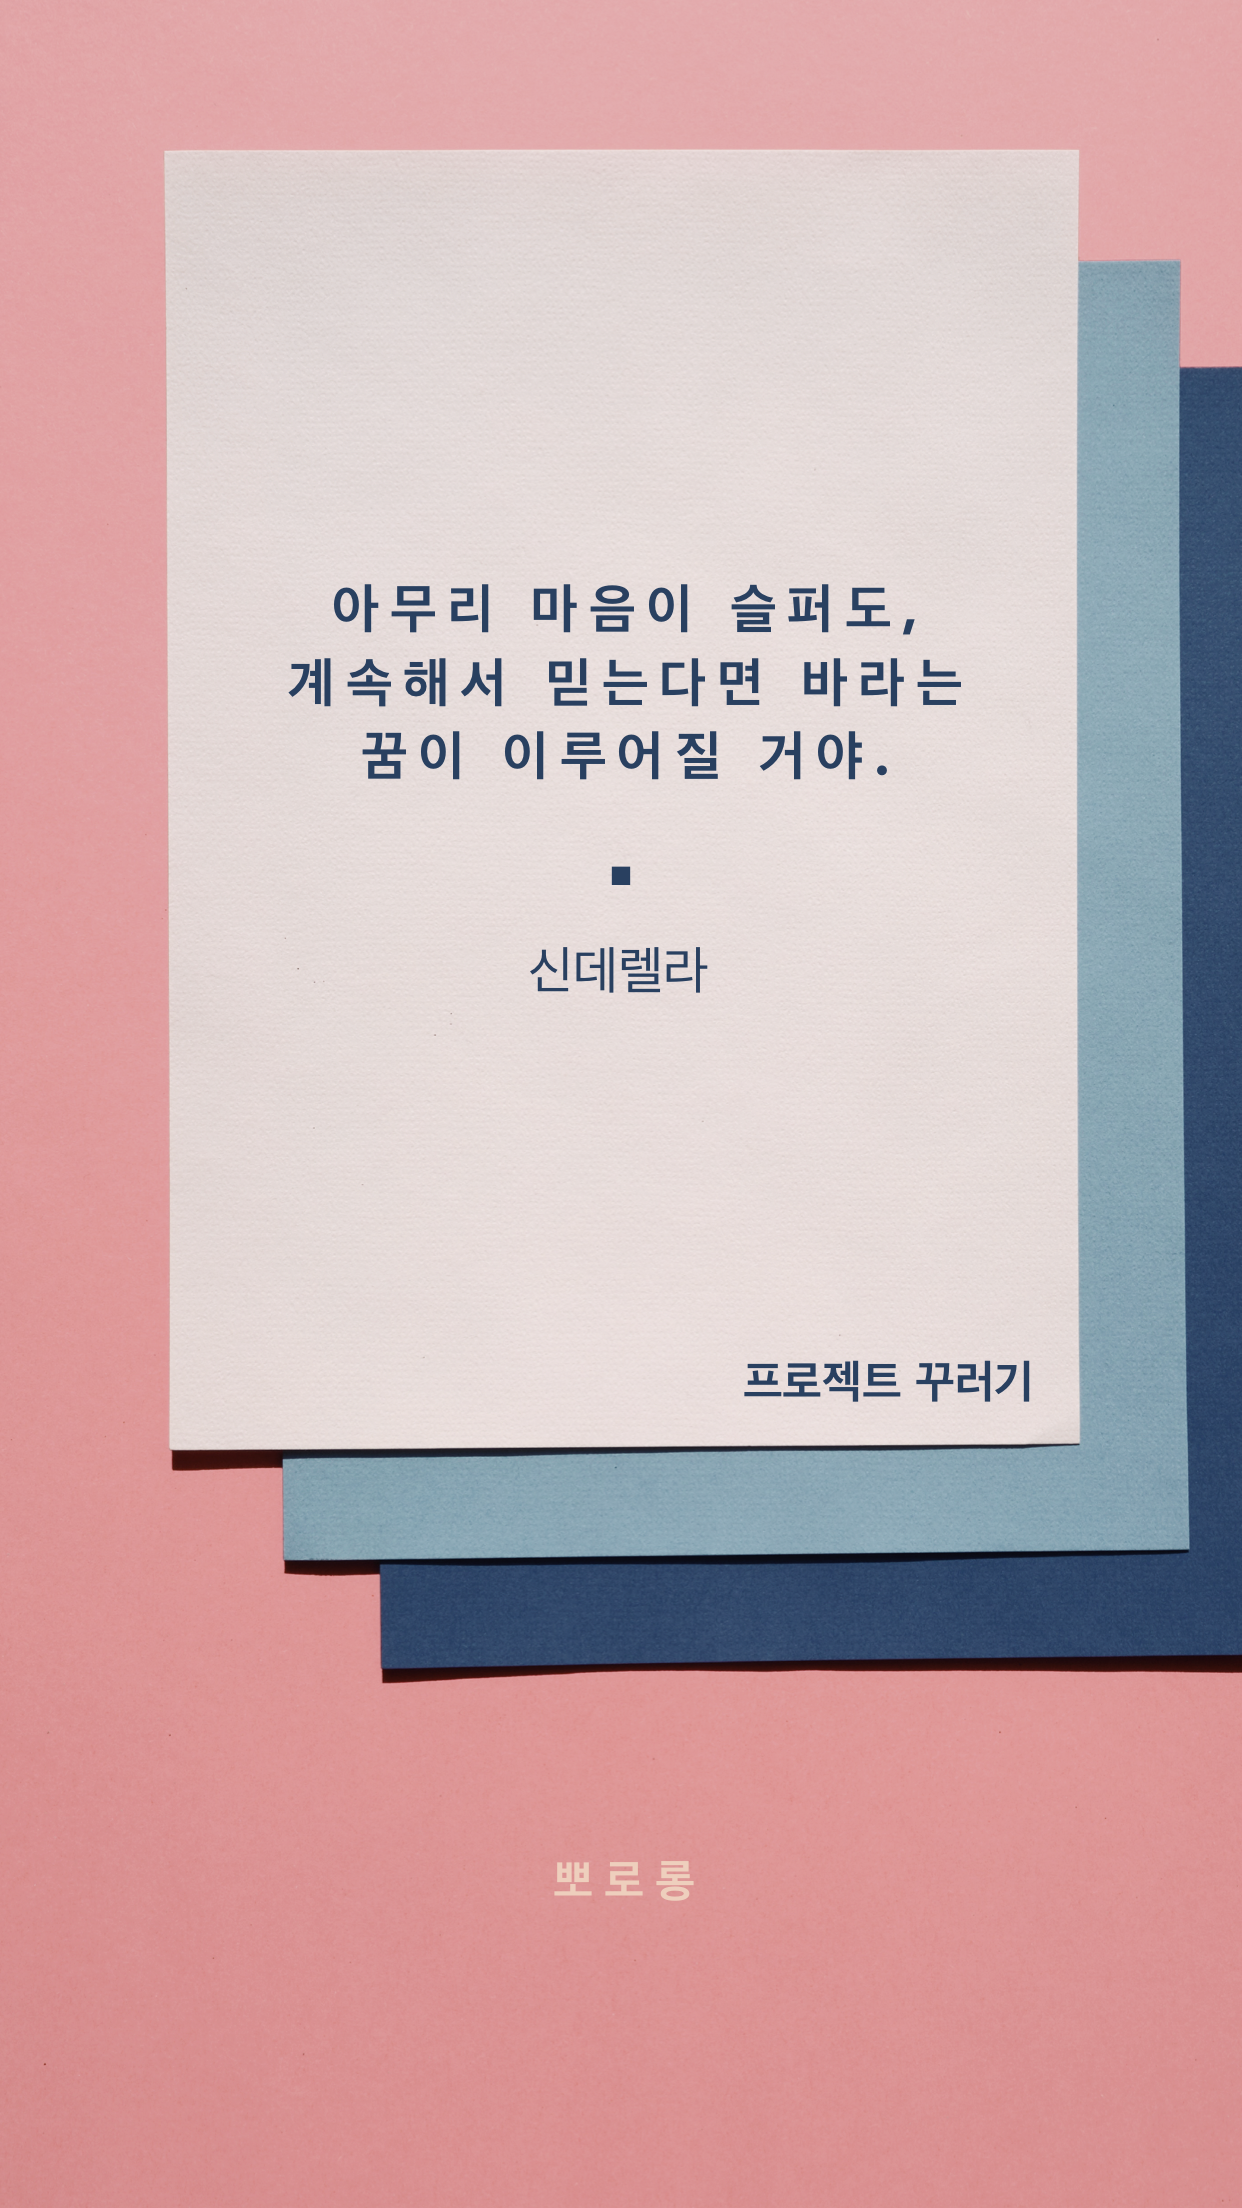 아무리 마음이 슬퍼도,
계속해서 믿는다면 바라는
꿈이 이루어질 거야.
신데렐라
프로젝트 꾸러기
뽀로롱